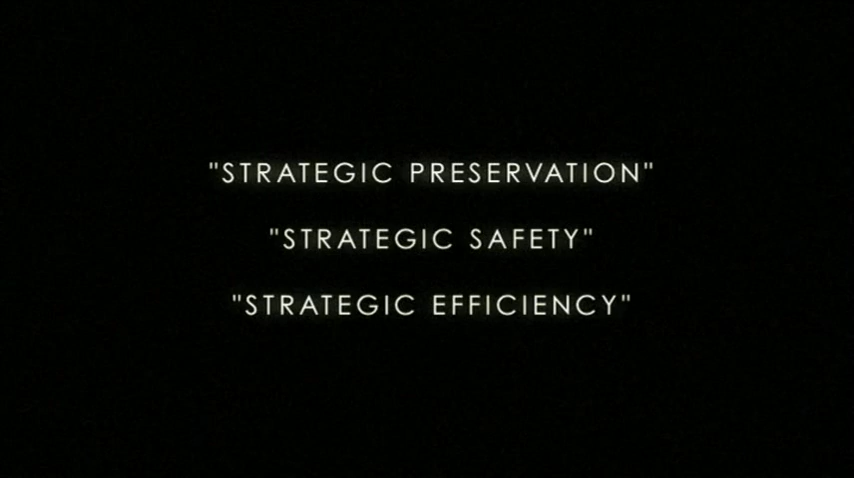 "STRATEGIC PRESERVATION"
"STRATEGIC SAFETY"
"STRATEGIC EFFICIENCY"